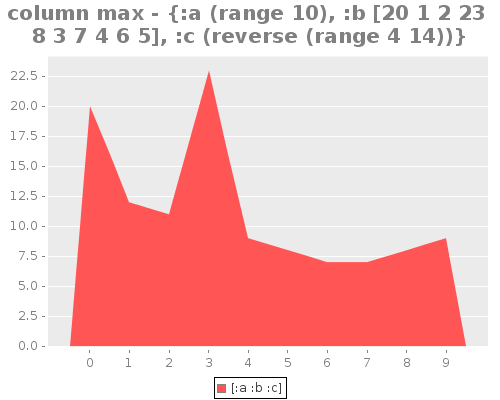 column max - {:a (range 10), :b [20 1 2 23
8 3 7 4 6 5], :c (reverse (range 4 14))}
22.5
20.0
17.5
15.0
12.5
10.0
7.5
5.0
2.5
0.0
0 1 2 3 4 5 6 7 8 9
[:a :b :c]